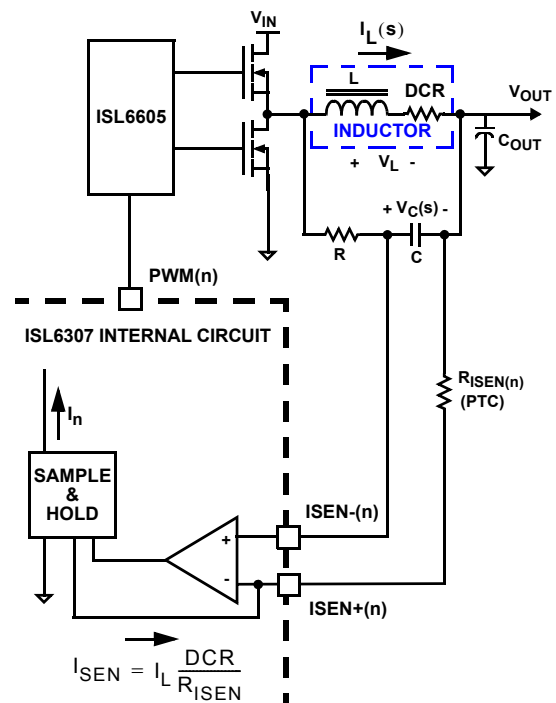 V_IN
I_L(s)
ISL6605
L
DCR
V_OUT
INDUCTOR
C_OUT
+ V_L -
+ V_C(s) -
R
C
PWM(n)
ISL6307 INTERNAL CIRCUIT
R_ISEN(n)
(PTC)
I_n
SAMPLE
&
HOLD
ISEN-(n)
+
-
ISEN+(n)
I_SEN = I_L DCR / R_ISEN